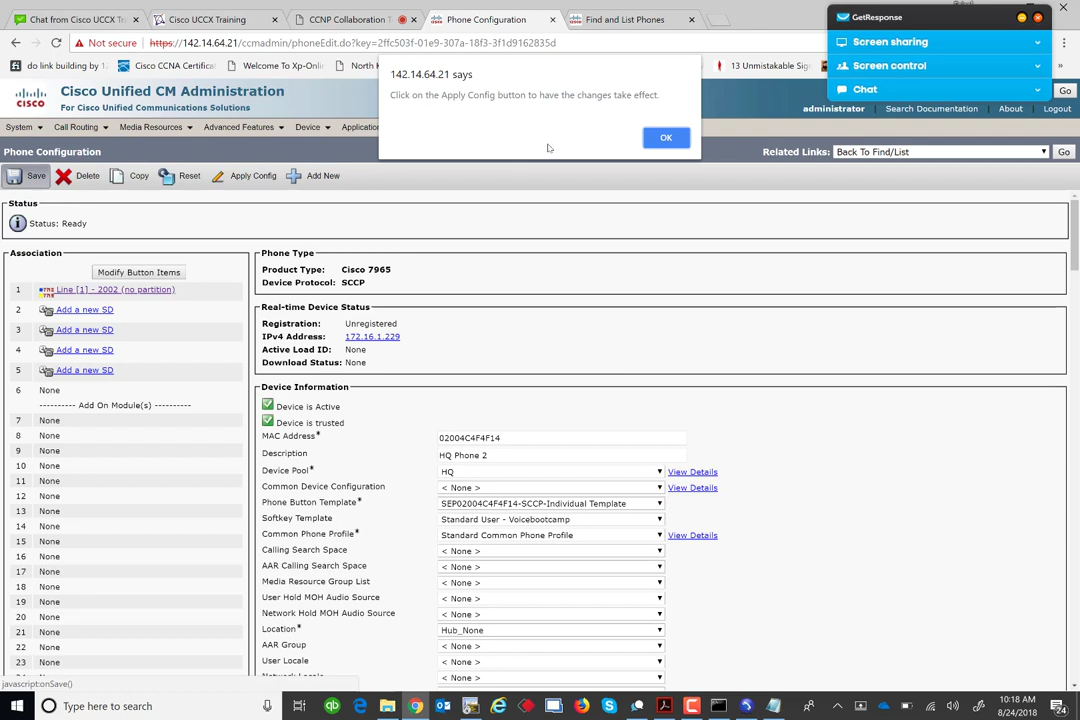 Chat from Cisco UCCX Training
Cisco UCCX Training
CCNP Collaboration T
Phone Configuration
Find and List Phones
GetResponse
Screen sharing
Screen control
Chat
Not secure
https://142.14.64.21/ccmadmin/phoneEdit.do?key=2ffc503f-01e9-307a-18f3-3f1d9162835d
do link building by 1
Cisco CCNA Certificat
Welcome to Xp-Onl
North K
13 Unmistakable Sign
142.14.64.21 says
Click on the Apply Config button to have the changes take effect.
OK
CISCO
Cisco Unified CM Administration
For Cisco Unified Communications Solutions
Go
administrator
Search Documentation
About
Logout
System
Call Routing
Media Resources
Advanced Features
Device
Application
Phone Configuration
Related Links:
Back To Find/List
Go
Save
Delete
Copy
Reset
Apply Config
Add New
Status
Status: Ready
Association
Modify Button Items
1 Line [1] - 2002 (no partition)
2 Add a new SD
3 Add a new SD
4 Add a new SD
5 Add a new SD
6 None
---------- Add On Module(s) ----------
7 None
8 None
9 None
10 None
11 None
12 None
13 None
14 None
15 None
16 None
17 None
18 None
19 None
20 None
21 None
22 None
23 None
Phone Type
Product Type: Cisco 7965
Device Protocol: SCCP
Real-time Device Status
Registration: Unregistered
IPv4 Address: 172.16.1.229
Active Load ID: None
Download Status: None
Device Information
Device is Active
Device is trusted
MAC Address* 02004C4F4F14
Description HQ Phone 2
Device Pool* HQ View Details
Common Device Configuration < None > View Details
Phone Button Template* SEP02004C4F4F14-SCCP-Individual Template
Softkey Template Standard User - Voicebootcamp
Common Phone Profile* Standard Common Phone Profile View Details
Calling Search Space < None >
AAR Calling Search Space < None >
Media Resource Group List < None >
User Hold MOH Audio Source < None >
Network Hold MOH Audio Source < None >
Location* Hub_None
AAR Group < None >
User Locale < None >
Network Locale < None >
javascript:onSave()
Type here to search
10:18 AM
8/24/2018
24